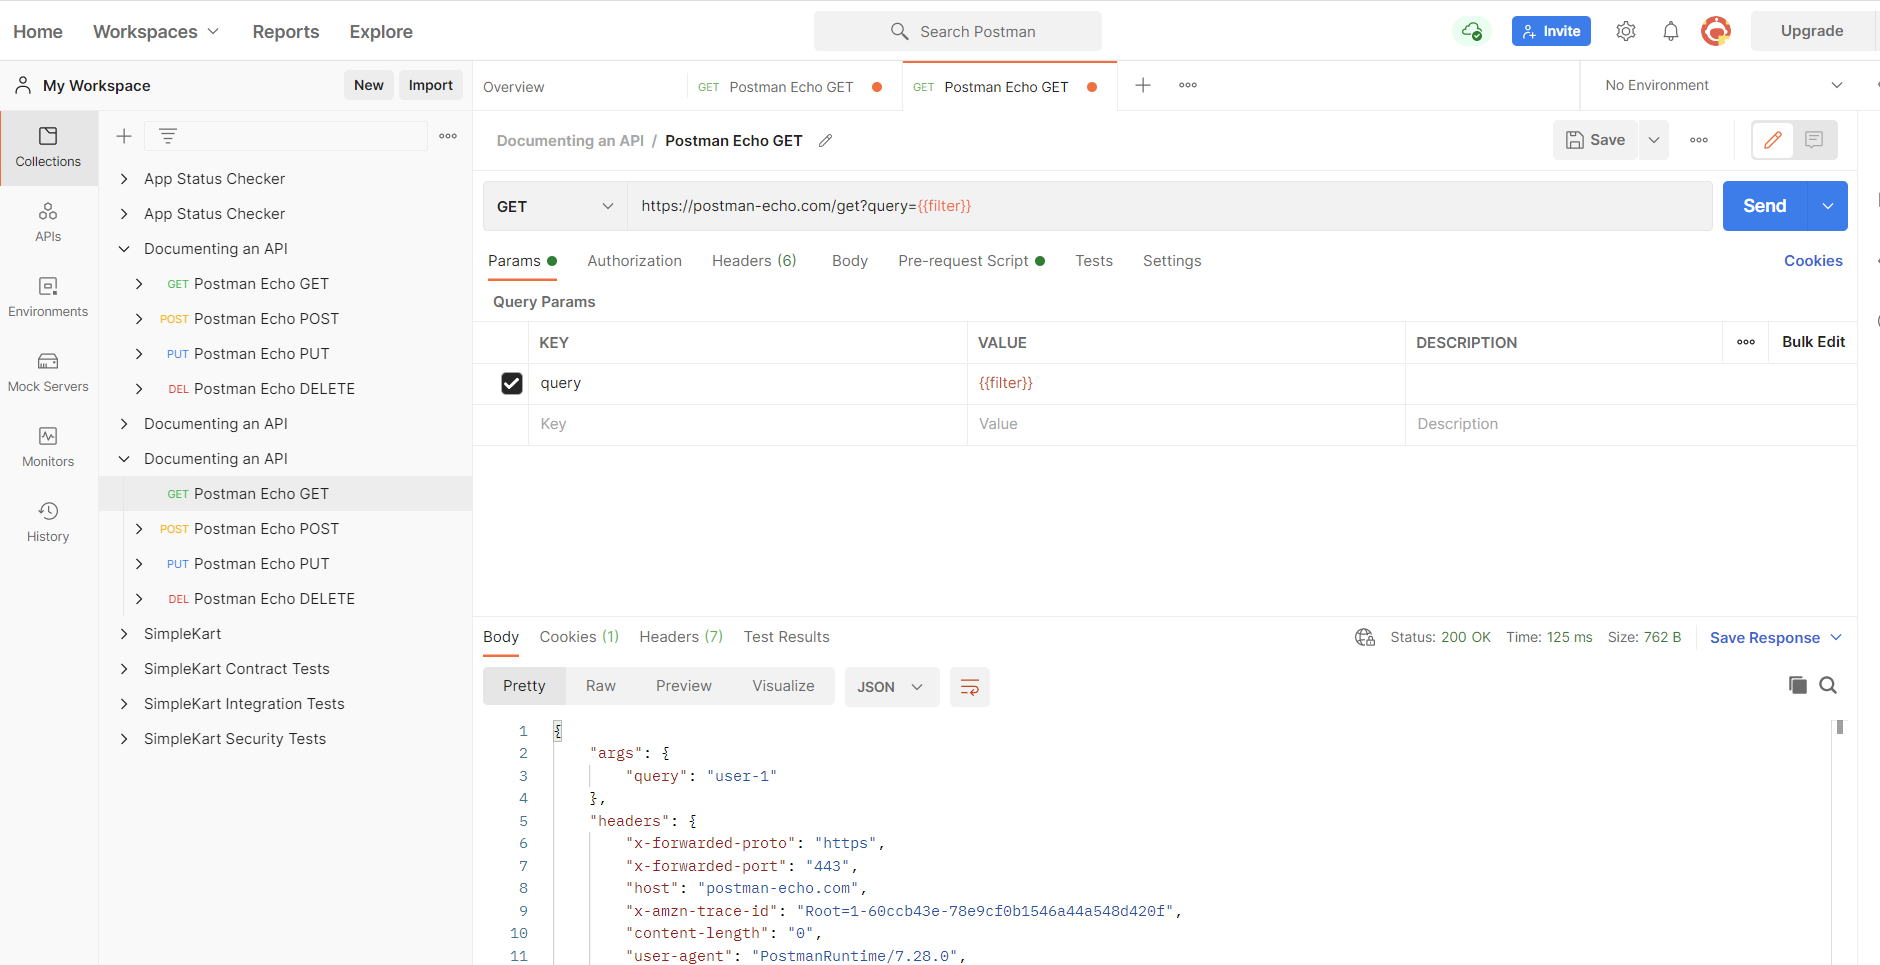 Home Workspaces Reports Explore Search Postman Invite Upgrade
My Workspace New Import
Overview GET Postman Echo GET GET Postman Echo GET No Environment
Collections
APIs
Environments
Mock Servers
Monitors
History
App Status Checker
App Status Checker
Documenting an API
GET Postman Echo GET
POST Postman Echo POST
PUT Postman Echo PUT
DEL Postman Echo DELETE
Documenting an API
Documenting an API
GET Postman Echo GET
POST Postman Echo POST
PUT Postman Echo PUT
DEL Postman Echo DELETE
SimpleKart
SimpleKart Contract Tests
SimpleKart Integration Tests
SimpleKart Security Tests
Documenting an API / Postman Echo GET Save
GET https://postman-echo.com/get?query={{filter}} Send
Params Authorization Headers (6) Body Pre-request Script Tests Settings Cookies
Query Params
KEY VALUE DESCRIPTION Bulk Edit
query {{filter}}
Key Value Description
Body Cookies (1) Headers (7) Test Results Status: 200 OK Time: 125 ms Size: 762 B Save Response
Pretty Raw Preview Visualize JSON
1 {
2 "args": {
3 "query": "user-1"
4 },
5 "headers": {
6 "x-forwarded-proto": "https",
7 "x-forwarded-port": "443",
8 "host": "postman-echo.com",
9 "x-amzn-trace-id": "Root=1-60ccb43e-78e9cf0b1546a44a548d420f",
10 "content-length": "0",
11 "user-agent": "PostmanRuntime/7.28.0",